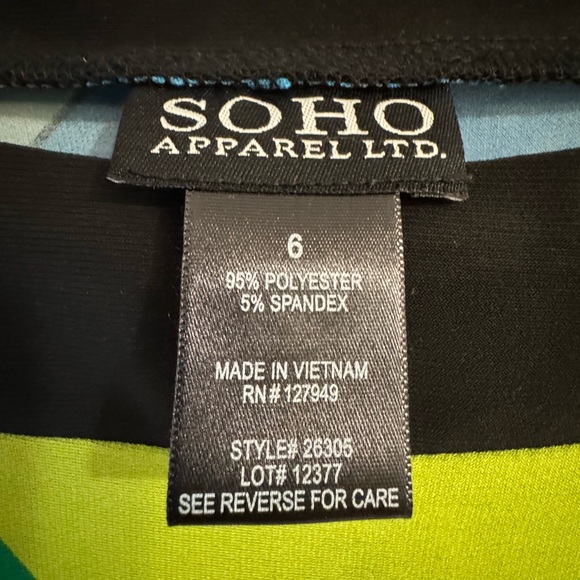 SOHO
APPAREL LTD.
6
95% POLYESTER
5% SPANDEX
MADE IN VIETNAM
RN# 127949
STYLE# 26305
LOT# 12377
SEE REVERSE FOR CARE